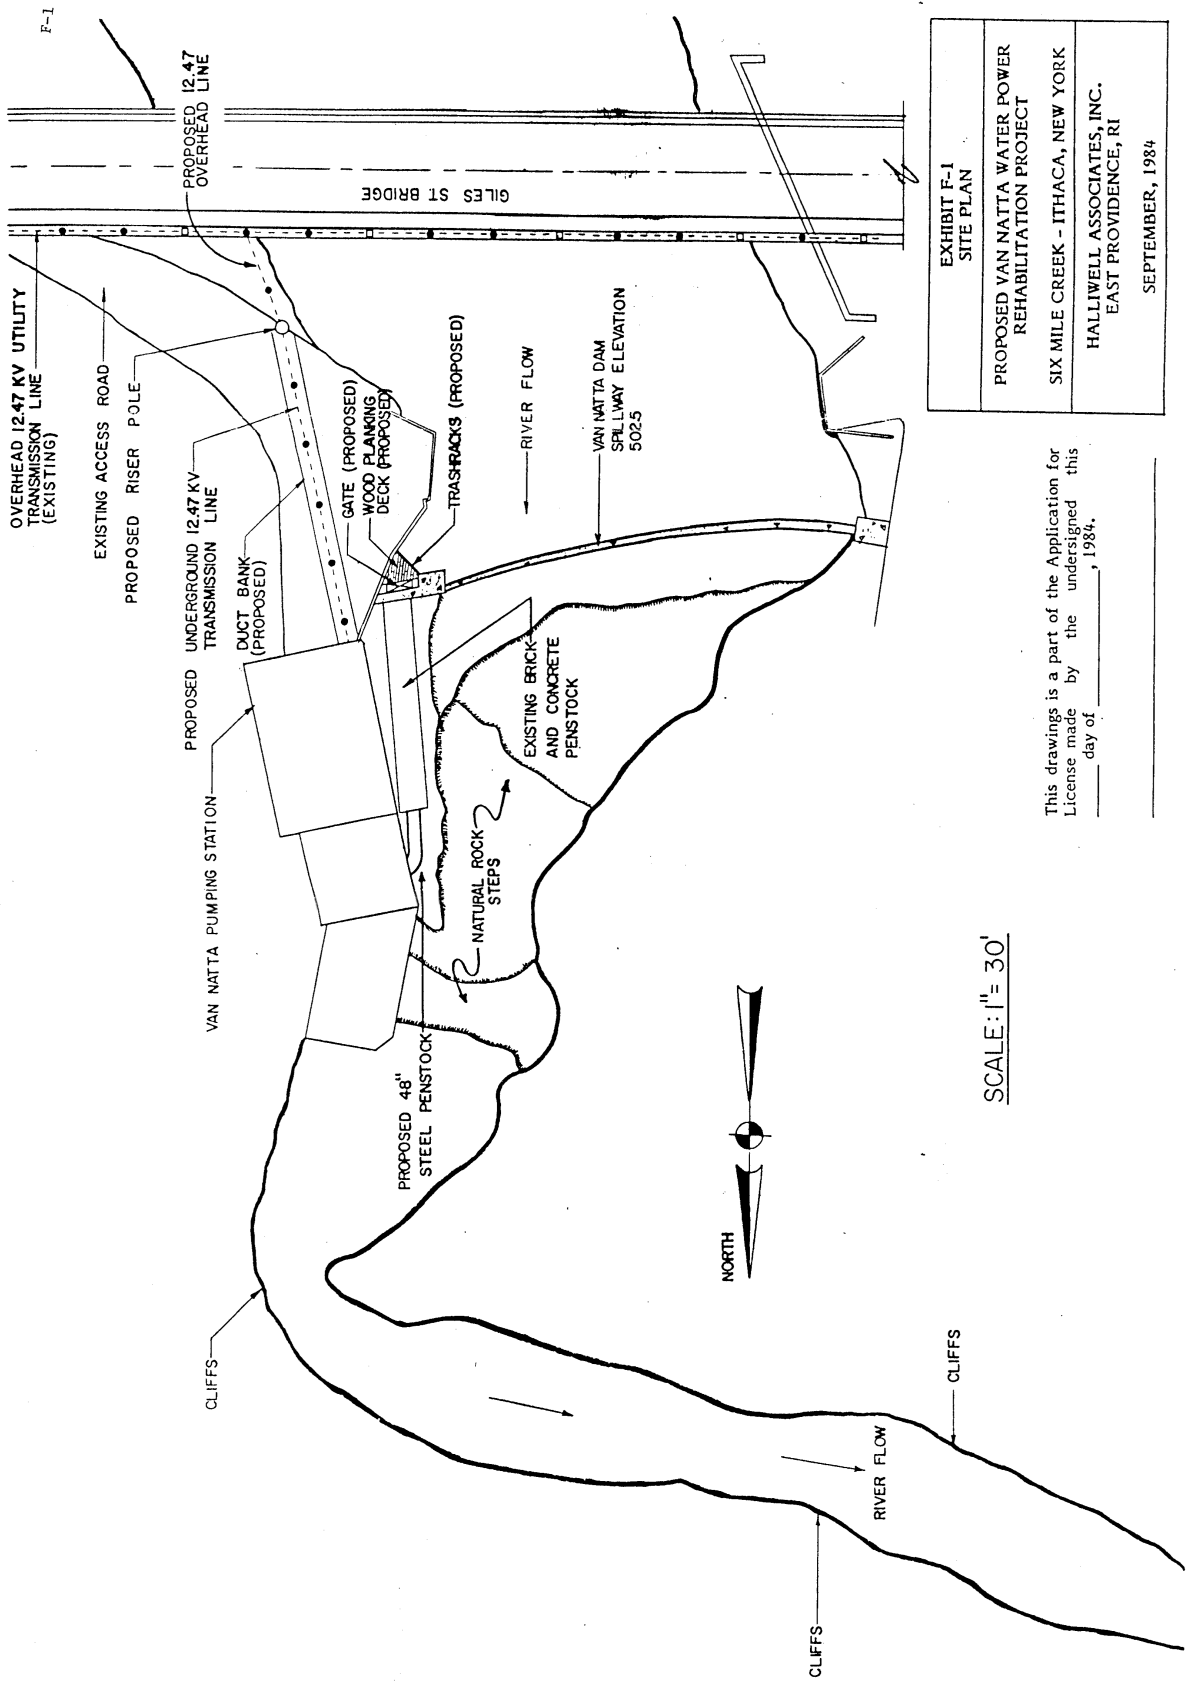 F-1
OVERHEAD 12.47 KV UTILITY
TRANSMISSION LINE
(EXISTING)
EXISTING ACCESS ROAD
PROPOSED RISER POLE
PROPOSED 12.47
OVERHEAD LINE
GILES ST. BRIDGE
PROPOSED UNDERGROUND 12.47 KV
TRANSMISSION LINE
DUCT BANK
(PROPOSED)
VAN NATTA PUMPING STATION
GATE (PROPOSED)
WOOD PLANKING
DECK (PROPOSED)
TRASHRACKS (PROPOSED)
RIVER FLOW
VAN NATTA DAM
SPILLWAY ELEVATION
502.5
EXISTING BRICK
AND CONCRETE
PENSTOCK
NATURAL ROCK
STEPS
PROPOSED 48"
STEEL PENSTOCK
CLIFFS
NORTH
RIVER FLOW
CLIFFS
CLIFFS
SCALE: 1"= 30'
This drawings is a part of the Application for
License made by the undersigned this
day of , 1984.
EXHIBIT F-1
SITE PLAN
PROPOSED VAN NATTA WATER POWER
REHABILITATION PROJECT
SIX MILE CREEK - ITHACA, NEW YORK
HALLIWELL ASSOCIATES, INC.
EAST PROVIDENCE, RI
SEPTEMBER, 1984